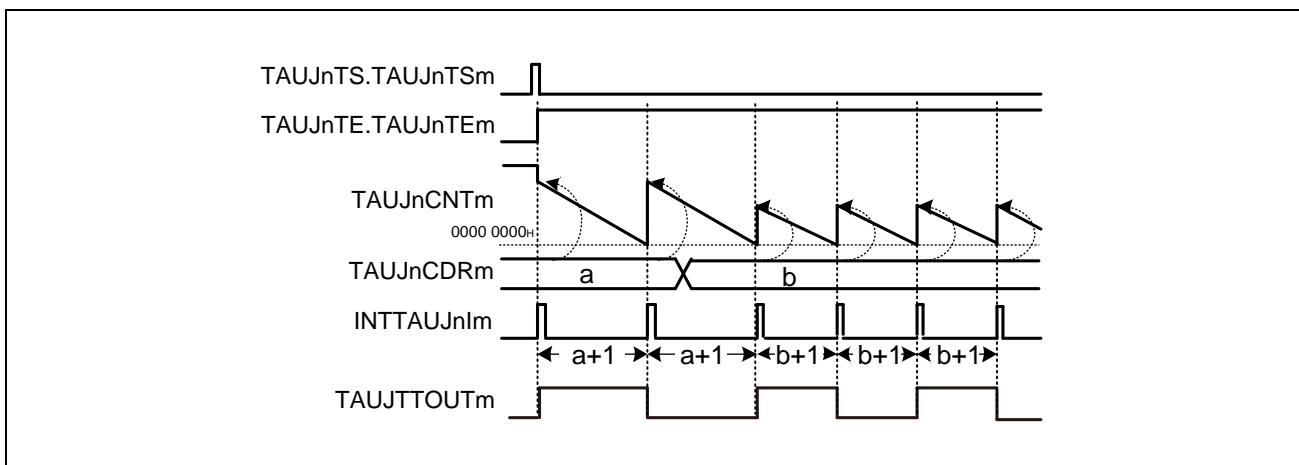 TAUJnTS.TAUJnTSm
TAUJnTE.TAUJnTEm
TAUJnCNTm
0000 0000H
TAUJnCDRm
a b
INTTAUJnIm
a+1 a+1 b+1 b+1 b+1
TAUJTTOUTm